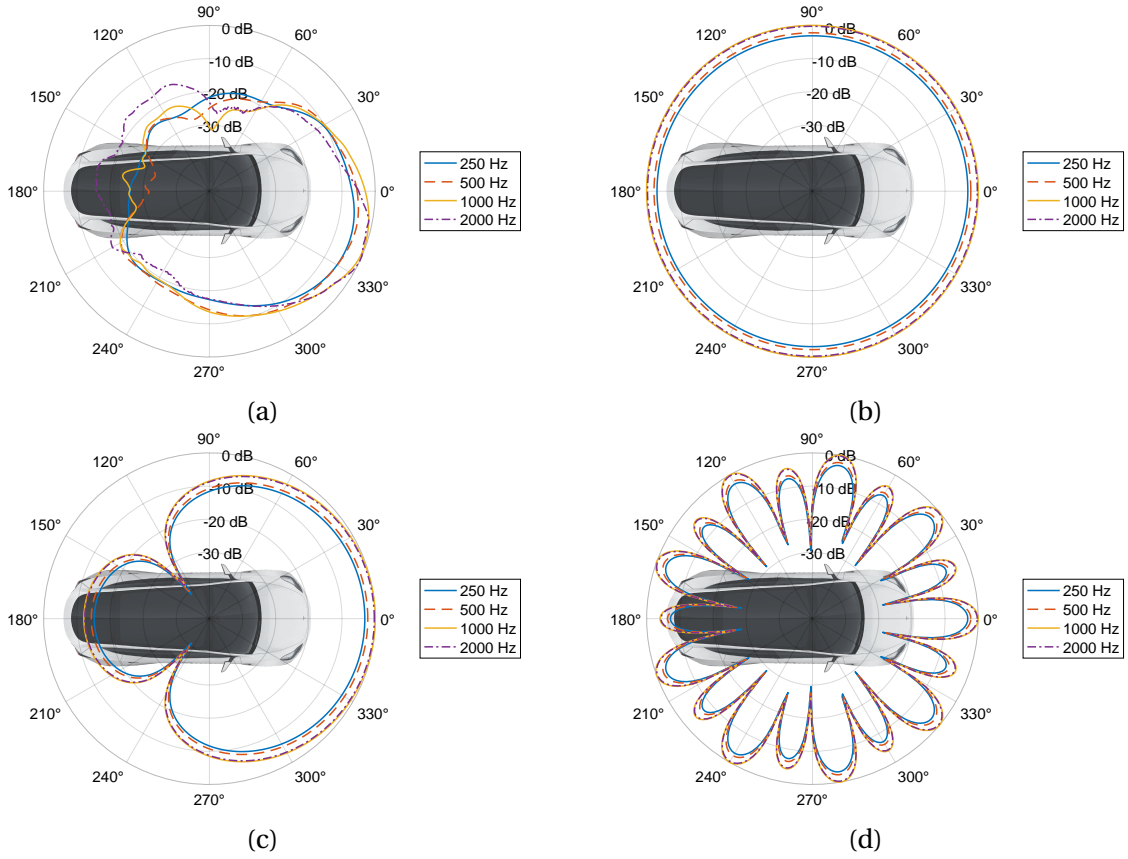 90°
120°
60°
150°
30°
180°
0°
210°
330°
240°
300°
270°
0 dB
-10 dB
-20 dB
-30 dB
250 Hz
500 Hz
1000 Hz
2000 Hz
(a)
90°
120°
60°
150°
30°
180°
0°
210°
330°
240°
300°
270°
0 dB
-10 dB
-20 dB
-30 dB
250 Hz
500 Hz
1000 Hz
2000 Hz
(b)
90°
120°
60°
150°
30°
180°
0°
210°
330°
240°
300°
270°
0 dB
-10 dB
-20 dB
-30 dB
250 Hz
500 Hz
1000 Hz
2000 Hz
(c)
90°
120°
60°
150°
30°
180°
0°
210°
330°
240°
300°
270°
0 dB
-10 dB
-20 dB
-30 dB
250 Hz
500 Hz
1000 Hz
2000 Hz
(d)